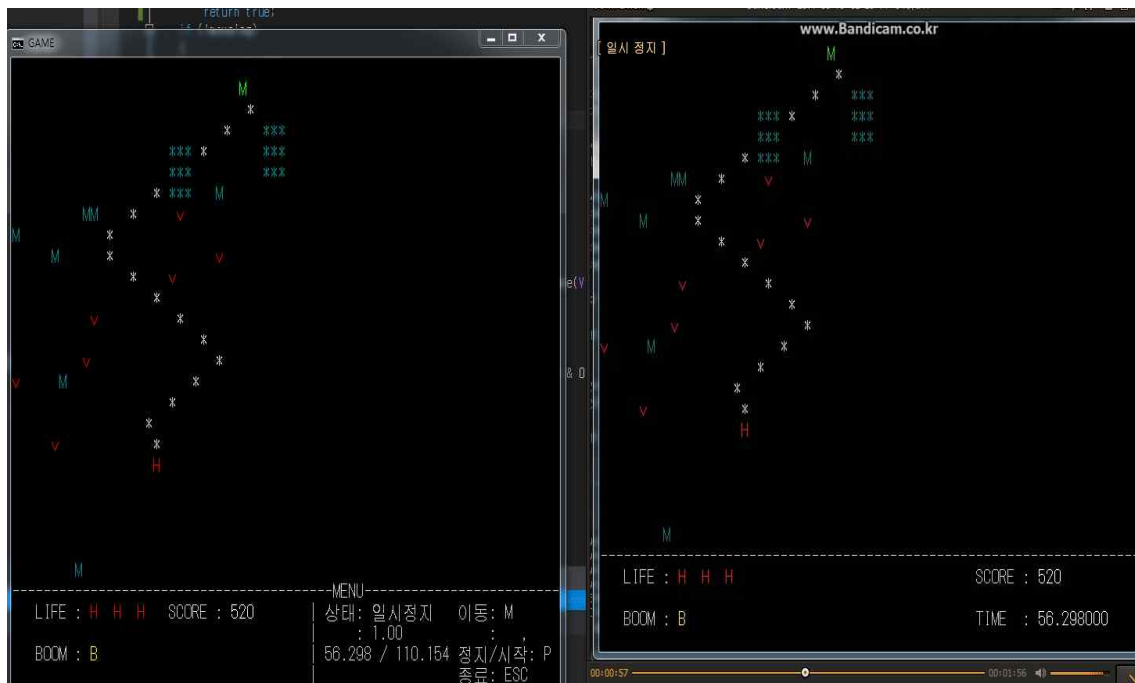 return true;
GAME
www.Bandicam.co.kr
[ 일시 정지 ]
M
*
* ***
*** * ***
*** ***
* *** M
MM * V
M *
M * V
* V
*
V *
*
V *
V M *
*
*
V *
H
M
MENU
LIFE : H H H SCORE : 520
상태: 일시정지 이동: M
: 1.00 : ,
BOOM : B
56.298 / 110.154 정지/시작: P
종료: ESC
M
*
* ***
*** * ***
*** ***
* *** M
MM * V
M *
M * V
* V
*
V *
*
V *
M *
V *
*
V *
H
M
LIFE : H H H SCORE : 520
BOOM : B TIME : 56.298000
e(V
& O
00:00:57
00:01:56